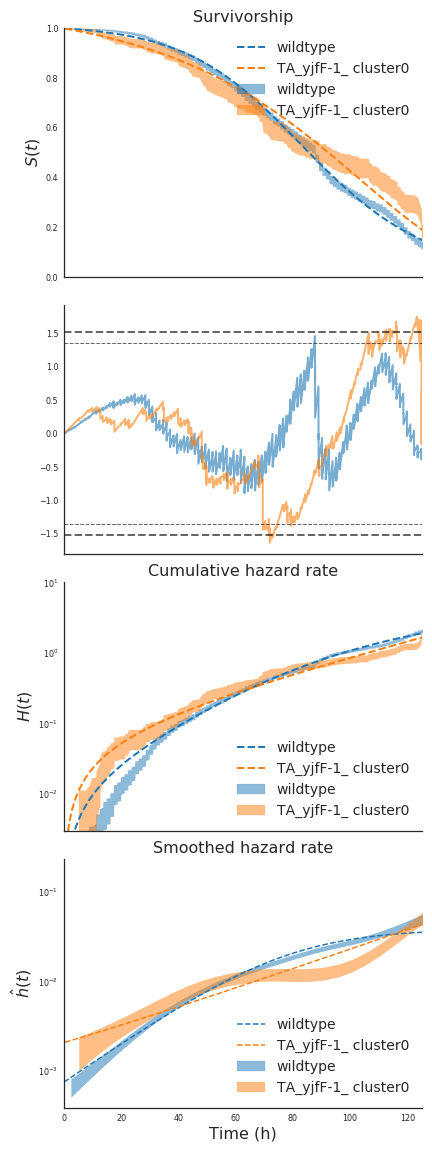 Survivorship
1.0
0.8
0.6
0.4
0.2
0.0
S(t)
wildtype
TA_yjfF-1_ cluster0
wildtype
TA_yjfF-1_ cluster0
1.5
1.0
0.5
0.0
−0.5
−1.0
−1.5
Cumulative hazard rate
10¹
10⁰
10⁻¹
10⁻²
H(t)
wildtype
TA_yjfF-1_ cluster0
wildtype
TA_yjfF-1_ cluster0
Smoothed hazard rate
10⁻¹
10⁻²
10⁻³
ĥ(t)
wildtype
TA_yjfF-1_ cluster0
wildtype
TA_yjfF-1_ cluster0
0 20 40 60 80 100 120
Time (h)